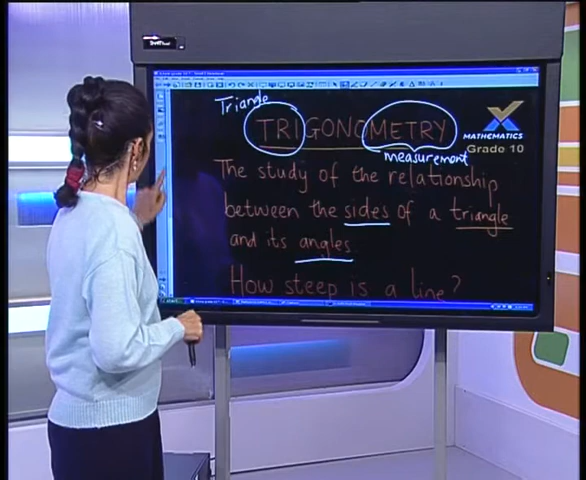 Triangle
TRIGONOMETRY
measurement
MATHEMATICS
Grade 10
The study of the relationship
between the sides of a triangle
and its angles
How steep is a line?